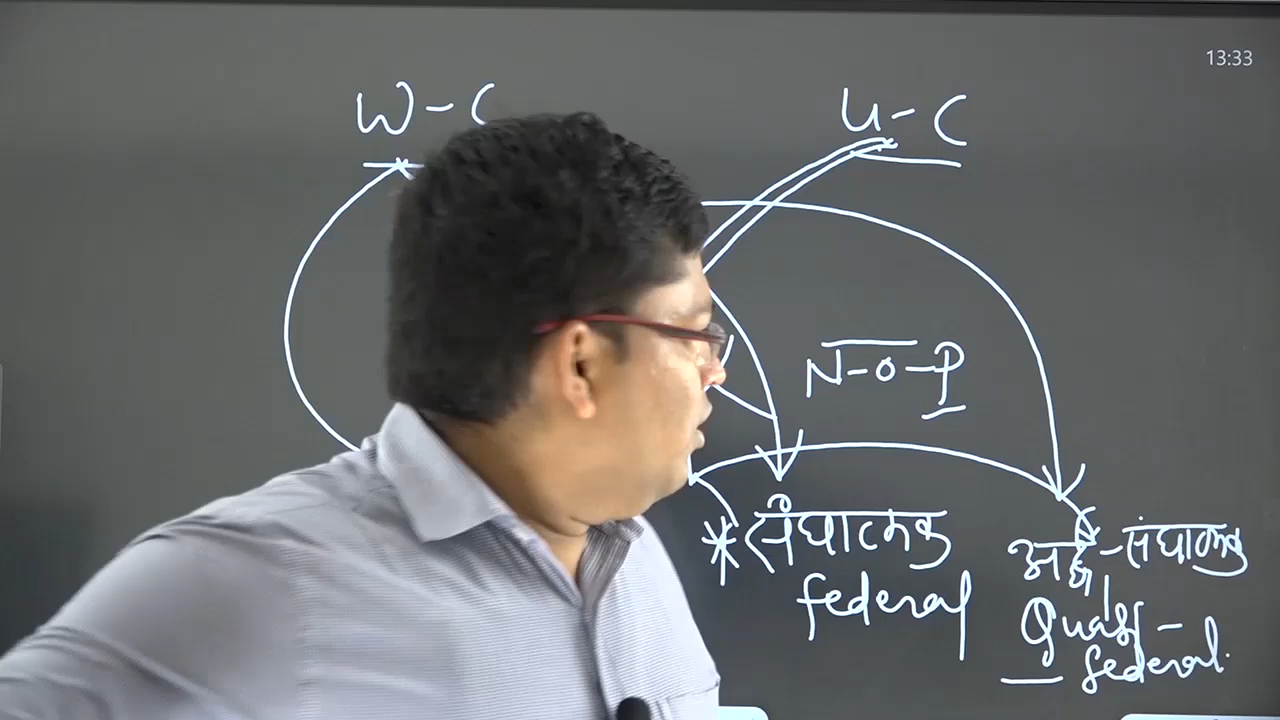 13:33
W-C
U-C
N-O-P
* संघात्मक
federal
अर्द्ध-संघात्मक
Quasi-
federal.